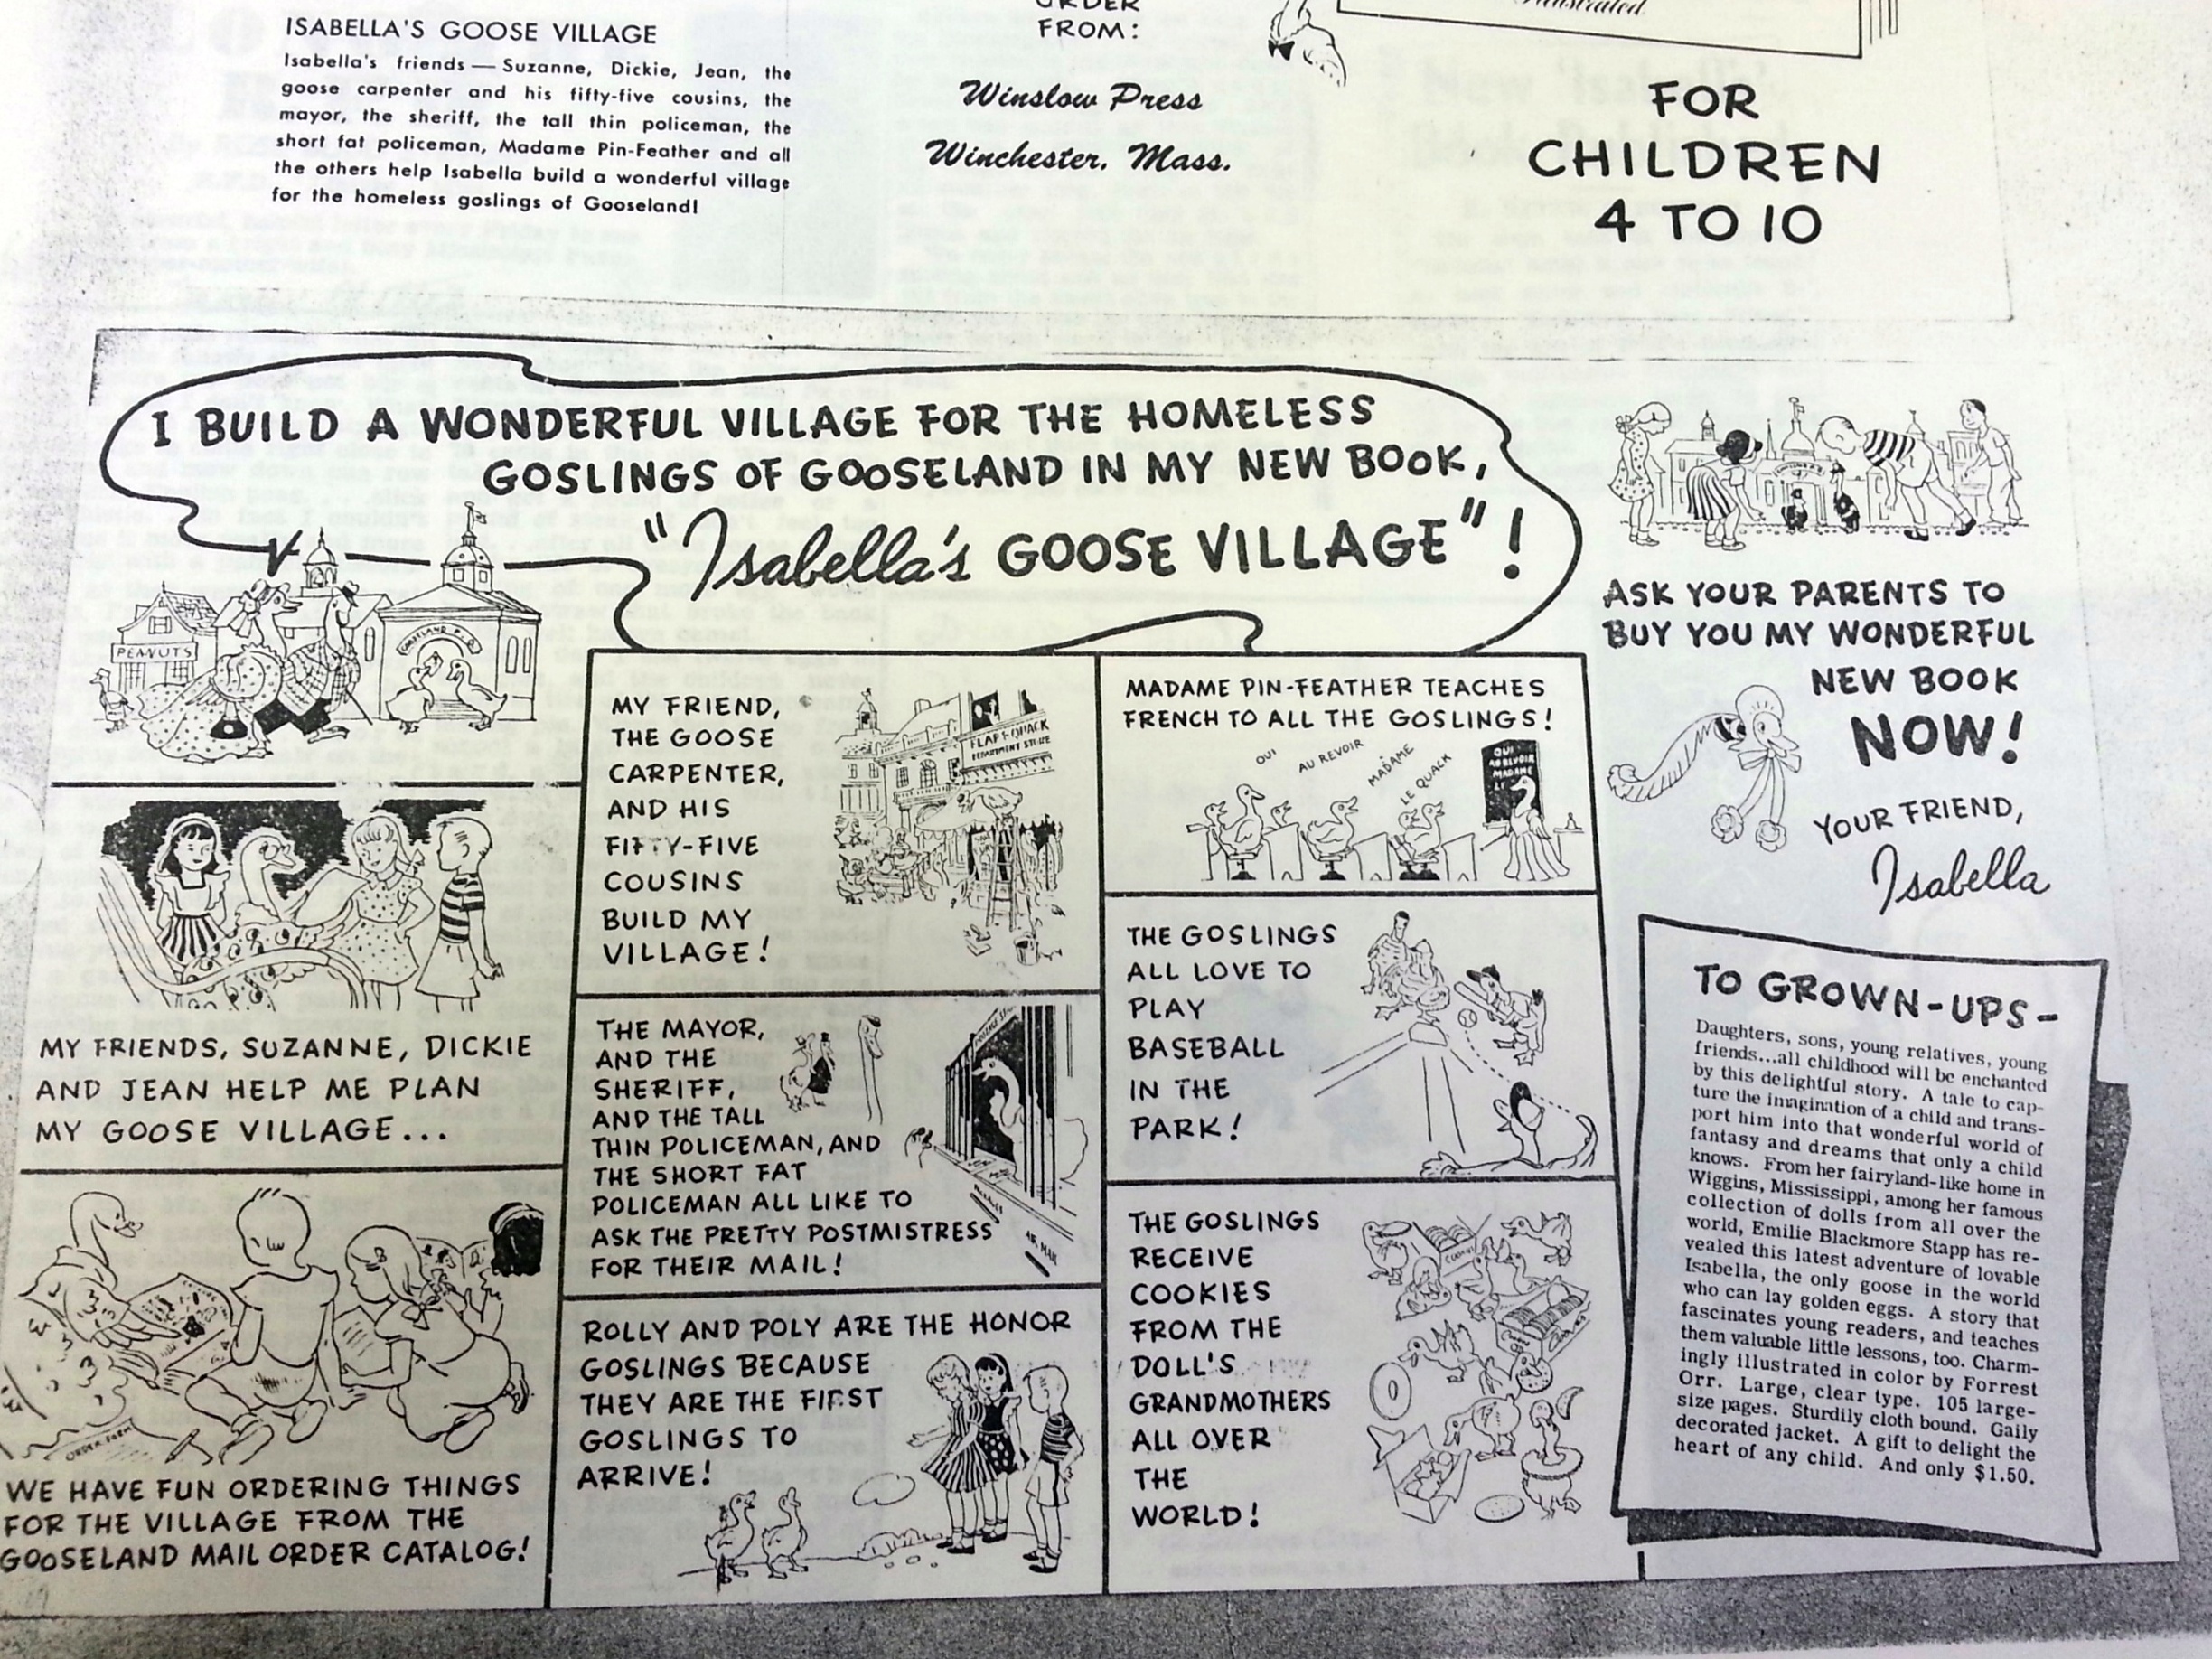 ISABELLA'S GOOSE VILLAGE
Isabella's friends — Suzanne, Dickie, Jean, the
goose carpenter and his fifty-five cousins, the
mayor, the sheriff, the tall thin policeman, the
short fat policeman, Madame Pin-Feather and all
the others help Isabella build a wonderful village
for the homeless goslings of Gooseland!
ORDER
FROM:
Winslow Press
Winchester, Mass.
Illustrated
FOR
CHILDREN
4 TO 10
I BUILD A WONDERFUL VILLAGE FOR THE HOMELESS
GOSLINGS OF GOOSELAND IN MY NEW BOOK,
"Isabella's GOOSE VILLAGE"!
PEANUTS
GOOSELAND P.O.
MY FRIENDS, SUZANNE, DICKIE
AND JEAN HELP ME PLAN
MY GOOSE VILLAGE...
ORDER FORM
WE HAVE FUN ORDERING THINGS
FOR THE VILLAGE FROM THE
GOOSELAND MAIL ORDER CATALOG!
MY FRIEND,
THE GOOSE
CARPENTER,
AND HIS
FIFTY-FIVE
COUSINS
BUILD MY
VILLAGE!
FLAP & QUACK
DEPARTMENT STORE
THE MAYOR,
AND THE
SHERIFF,
AND THE TALL
THIN POLICEMAN, AND
THE SHORT FAT
POLICEMAN ALL LIKE TO
ASK THE PRETTY POSTMISTRESS
FOR THEIR MAIL!
AIR MAIL
ROLLY AND POLY ARE THE HONOR
GOSLINGS BECAUSE
THEY ARE THE FIRST
GOSLINGS TO
ARRIVE!
MADAME PIN-FEATHER TEACHES
FRENCH TO ALL THE GOSLINGS!
OUI
AU REVOIR
MADAME
LE QUACK
OUI
AU REVOIR
MADAME
THE GOSLINGS
ALL LOVE TO
PLAY
BASEBALL
IN THE
PARK!
THE GOSLINGS
RECEIVE
COOKIES
FROM THE
DOLL'S
GRANDMOTHERS
ALL OVER
THE
WORLD!
ASK YOUR PARENTS TO
BUY YOU MY WONDERFUL
NEW BOOK
NOW!
YOUR FRIEND,
Isabella
TO GROWN-UPS-
Daughters, sons, young relatives, young
friends...all childhood will be enchanted
by this delightful story. A tale to cap-
ture the imagination of a child and trans-
port him into that wonderful world of
fantasy and dreams that only a child
knows. From her fairyland-like home in
Wiggins, Mississippi, among her famous
collection of dolls from all over the
world, Emilie Blackmore Stapp has re-
vealed this latest adventure of lovable
Isabella, the only goose in the world
who can lay golden eggs. A story that
fascinates young readers, and teaches
them valuable little lessons, too. Charm-
ingly illustrated in color by Forrest
Orr. Large, clear type. 105 large-
size pages. Sturdily cloth bound. Gaily
decorated jacket. A gift to delight the
heart of any child. And only $1.50.